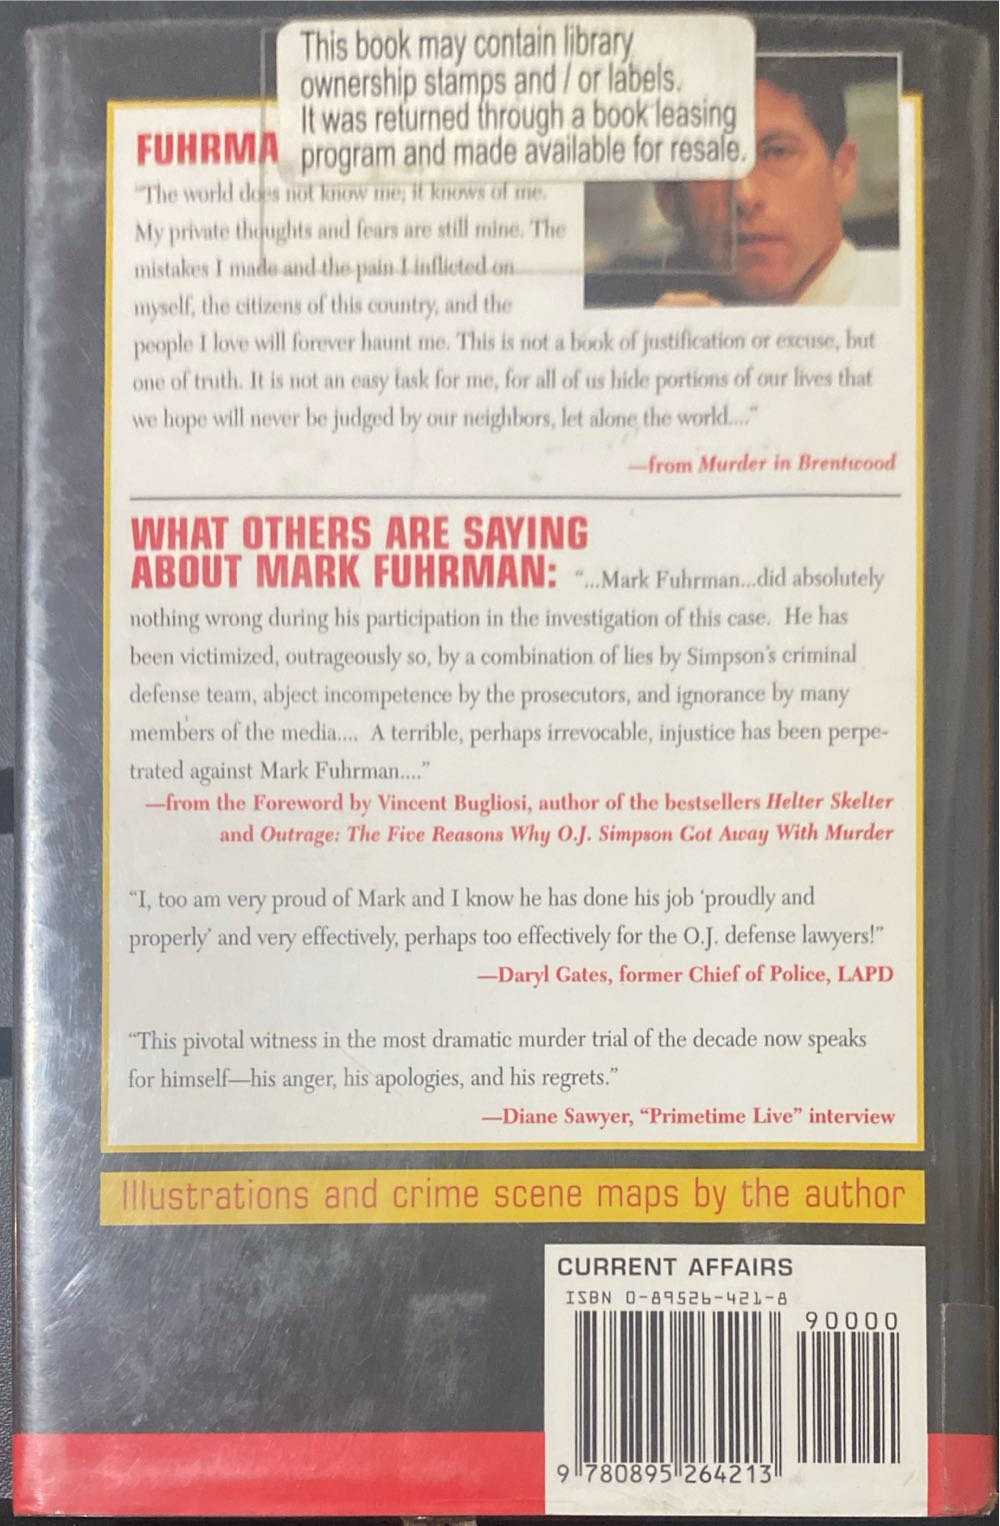 This book may contain library
ownership stamps and / or labels.
It was returned through a book leasing
program and made available for resale.
FUHRMA
"The world does not know me; it knows of me.
My private thoughts and fears are still mine. The
mistakes I made and the pain I inflicted on
myself, the citizens of this country, and the
people I love will forever haunt me. This is not a book of justification or excuse, but
one of truth. It is not an easy task for me, for all of us hide portions of our lives that
we hope will never be judged by our neighbors, let alone the world...."
—from Murder in Brentwood
WHAT OTHERS ARE SAYING
ABOUT MARK FUHRMAN: "...Mark Fuhrman...did absolutely
nothing wrong during his participation in the investigation of this case. He has
been victimized, outrageously so, by a combination of lies by Simpson's criminal
defense team, abject incompetence by the prosecutors, and ignorance by many
members of the media.... A terrible, perhaps irrevocable, injustice has been perpe-
trated against Mark Fuhrman...."
—from the Foreword by Vincent Bugliosi, author of the bestsellers Helter Skelter
and Outrage: The Five Reasons Why O.J. Simpson Got Away With Murder
"I, too am very proud of Mark and I know he has done his job 'proudly and
properly' and very effectively, perhaps too effectively for the O.J. defense lawyers!"
—Daryl Gates, former Chief of Police, LAPD
"This pivotal witness in the most dramatic murder trial of the decade now speaks
for himself—his anger, his apologies, and his regrets."
—Diane Sawyer, "Primetime Live" interview
Illustrations and crime scene maps by the author
CURRENT AFFAIRS
ISBN 0-89526-421-8
90000
9 780895 264213